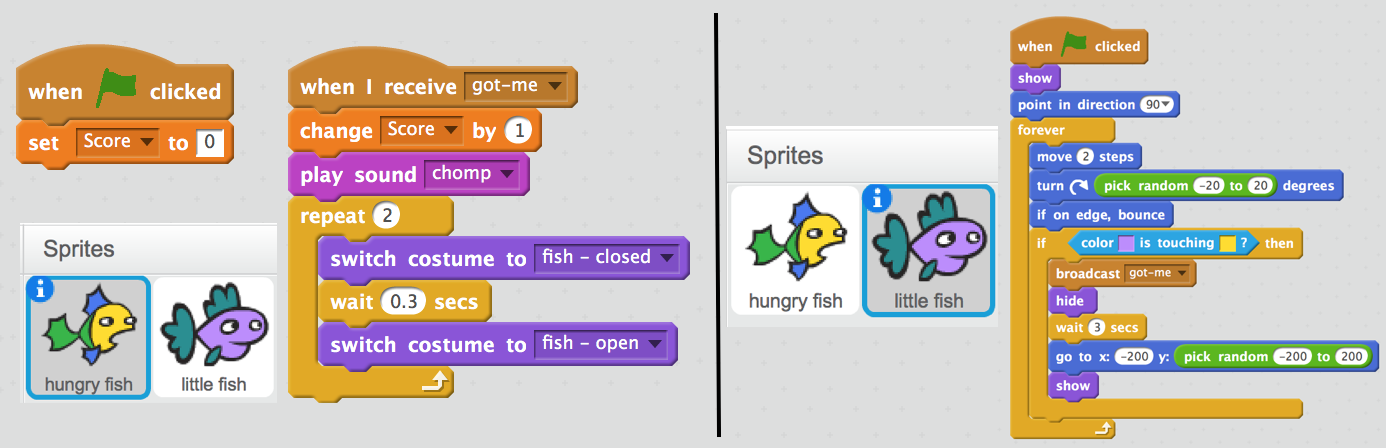 when clicked
set Score to 0
when I receive got-me
change Score by 1
play sound chomp
repeat 2
switch costume to fish - closed
wait 0.3 secs
switch costume to fish - open
Sprites
hungry fish little fish
Sprites
hungry fish little fish
when clicked
show
point in direction 90
forever
move 2 steps
turn pick random -20 to 20 degrees
if on edge, bounce
if color is touching ? then
broadcast got-me
hide
wait 3 secs
go to x: -200 y: pick random -200 to 200
show